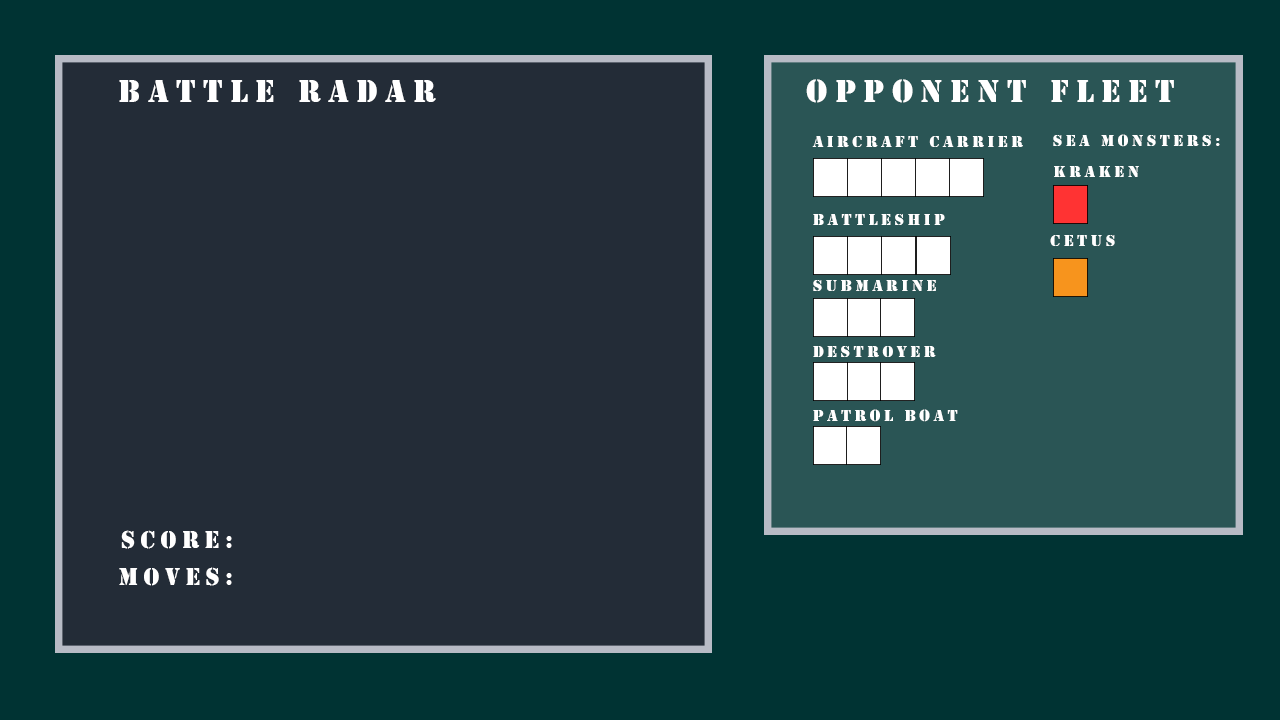 BATTLE RADAR
SCORE:
MOVES:
OPPONENT FLEET
AIRCRAFT CARRIER
BATTLESHIP
SUBMARINE
DESTROYER
PATROL BOAT
SEA MONSTERS:
KRAKEN
CETUS